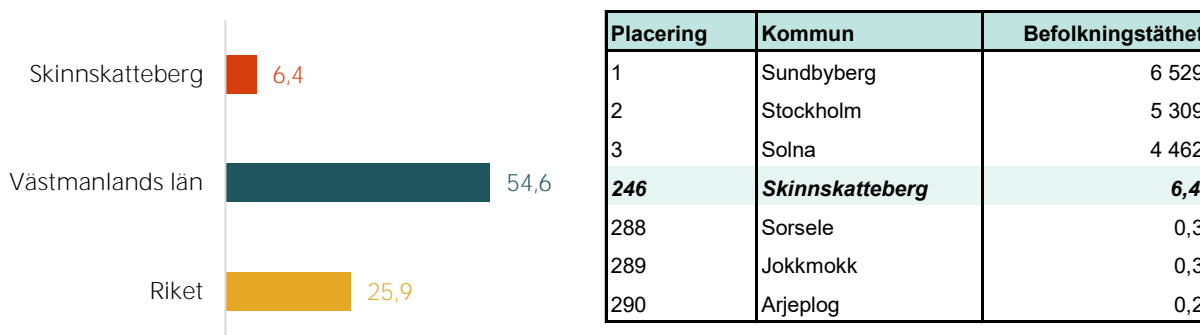 Skinnskatteberg 6,4
Västmanlands län 54,6
Riket 25,9
Placering Kommun Befolkningstäthet
1 Sundbyberg 6 529
2 Stockholm 5 309
3 Solna 4 462
246 Skinnskatteberg 6,4
288 Sorsele 0,3
289 Jokkmokk 0,3
290 Arjeplog 0,2